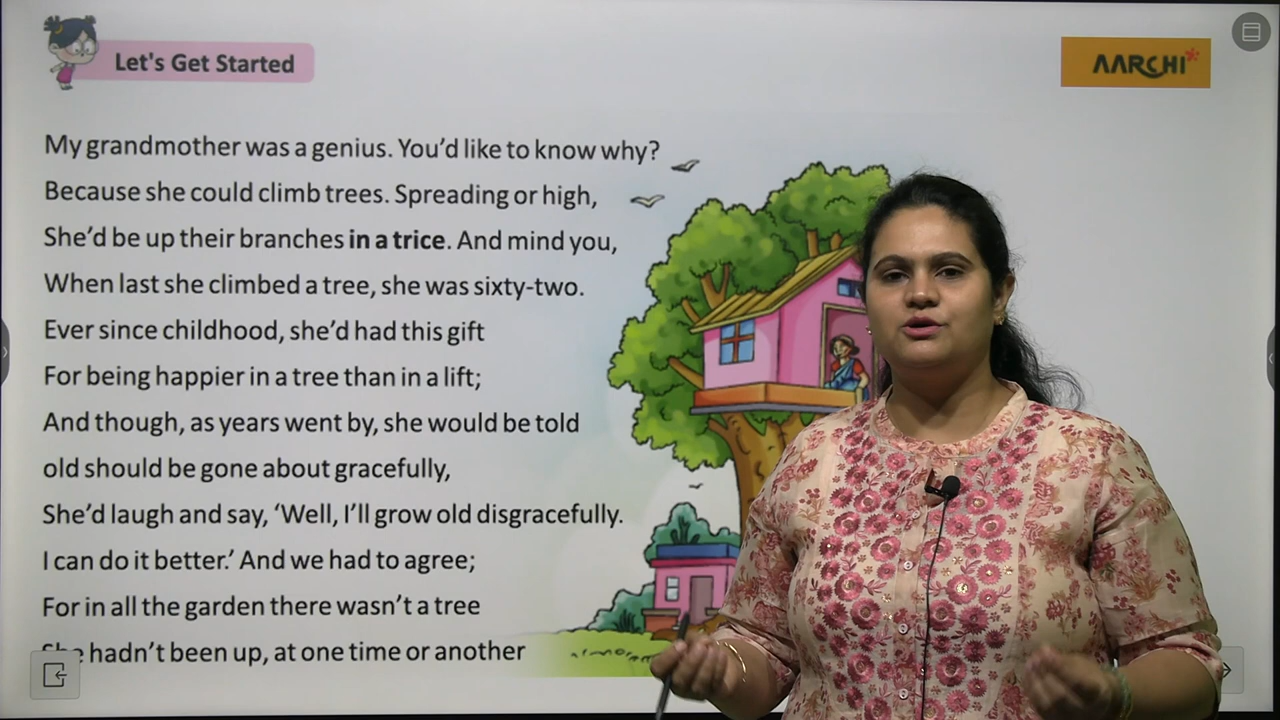 Let's Get Started
AARCHI
My grandmother was a genius. You'd like to know why?
Because she could climb trees. Spreading or high,
She'd be up their branches in a trice. And mind you,
When last she climbed a tree, she was sixty-two.
Ever since childhood, she'd had this gift
For being happier in a tree than in a lift;
And though, as years went by, she would be told
old should be gone about gracefully,
She'd laugh and say, 'Well, I'll grow old disgracefully.
I can do it better.' And we had to agree;
For in all the garden there wasn't a tree
She hadn't been up, at one time or another